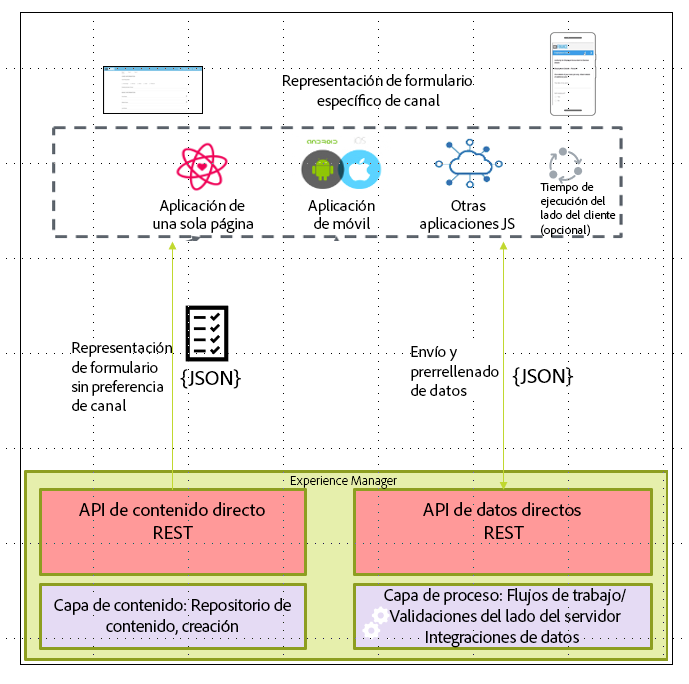 Representación de formulario
específico de canal
ANDROID
iOS
Aplicación de
una sola página
Aplicación
de móvil
Otras
aplicaciones JS
Tiempo de
ejecución del
lado del cliente
(opcional)
Representación
de formulario
sin preferencia
de canal
{JSON}
Envío y
prerrellenado
de datos
{JSON}
Experience Manager
API de contenido directo
REST
API de datos directos
REST
Capa de contenido: Repositorio de
contenido, creación
Capa de proceso: Flujos de trabajo/
Validaciones del lado del servidor
Integraciones de datos